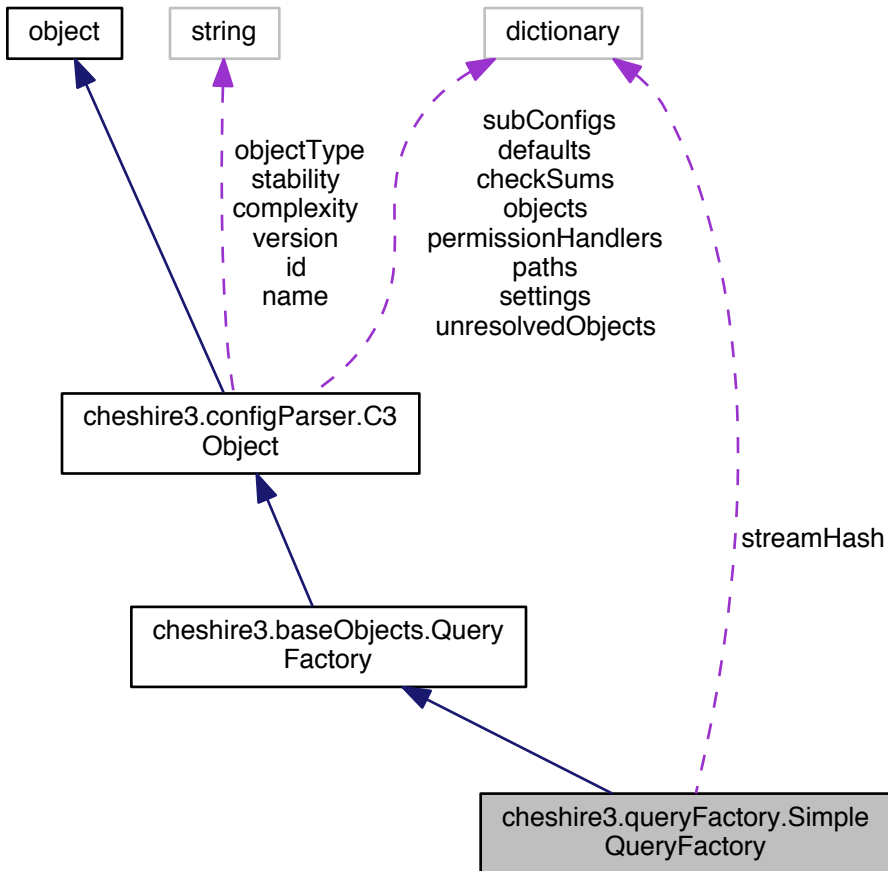 object
string
dictionary
objectType
stability
complexity
version
id
name
subConfigs
defaults
checkSums
objects
permissionHandlers
paths
settings
unresolvedObjects
cheshire3.configParser.C3
Object
streamHash
cheshire3.baseObjects.Query
Factory
cheshire3.queryFactory.Simple
QueryFactory